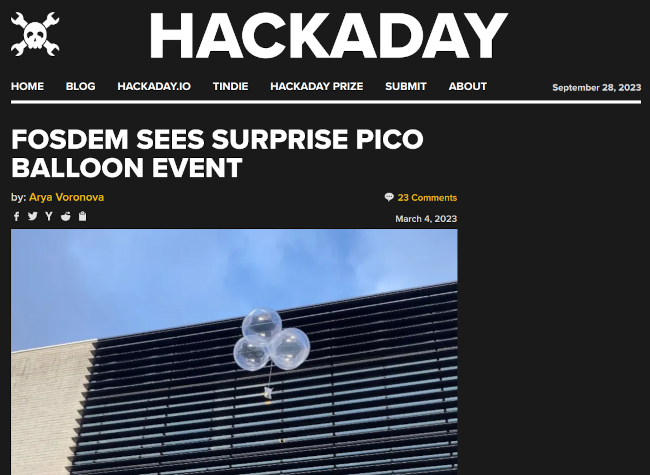 HACKADAY
HOME BLOG HACKADAY.IO TINDIE HACKADAY PRIZE SUBMIT ABOUT September 28, 2023
FOSDEM SEES SURPRISE PICO
BALLOON EVENT
by: Arya Voronova 23 Comments
March 4, 2023